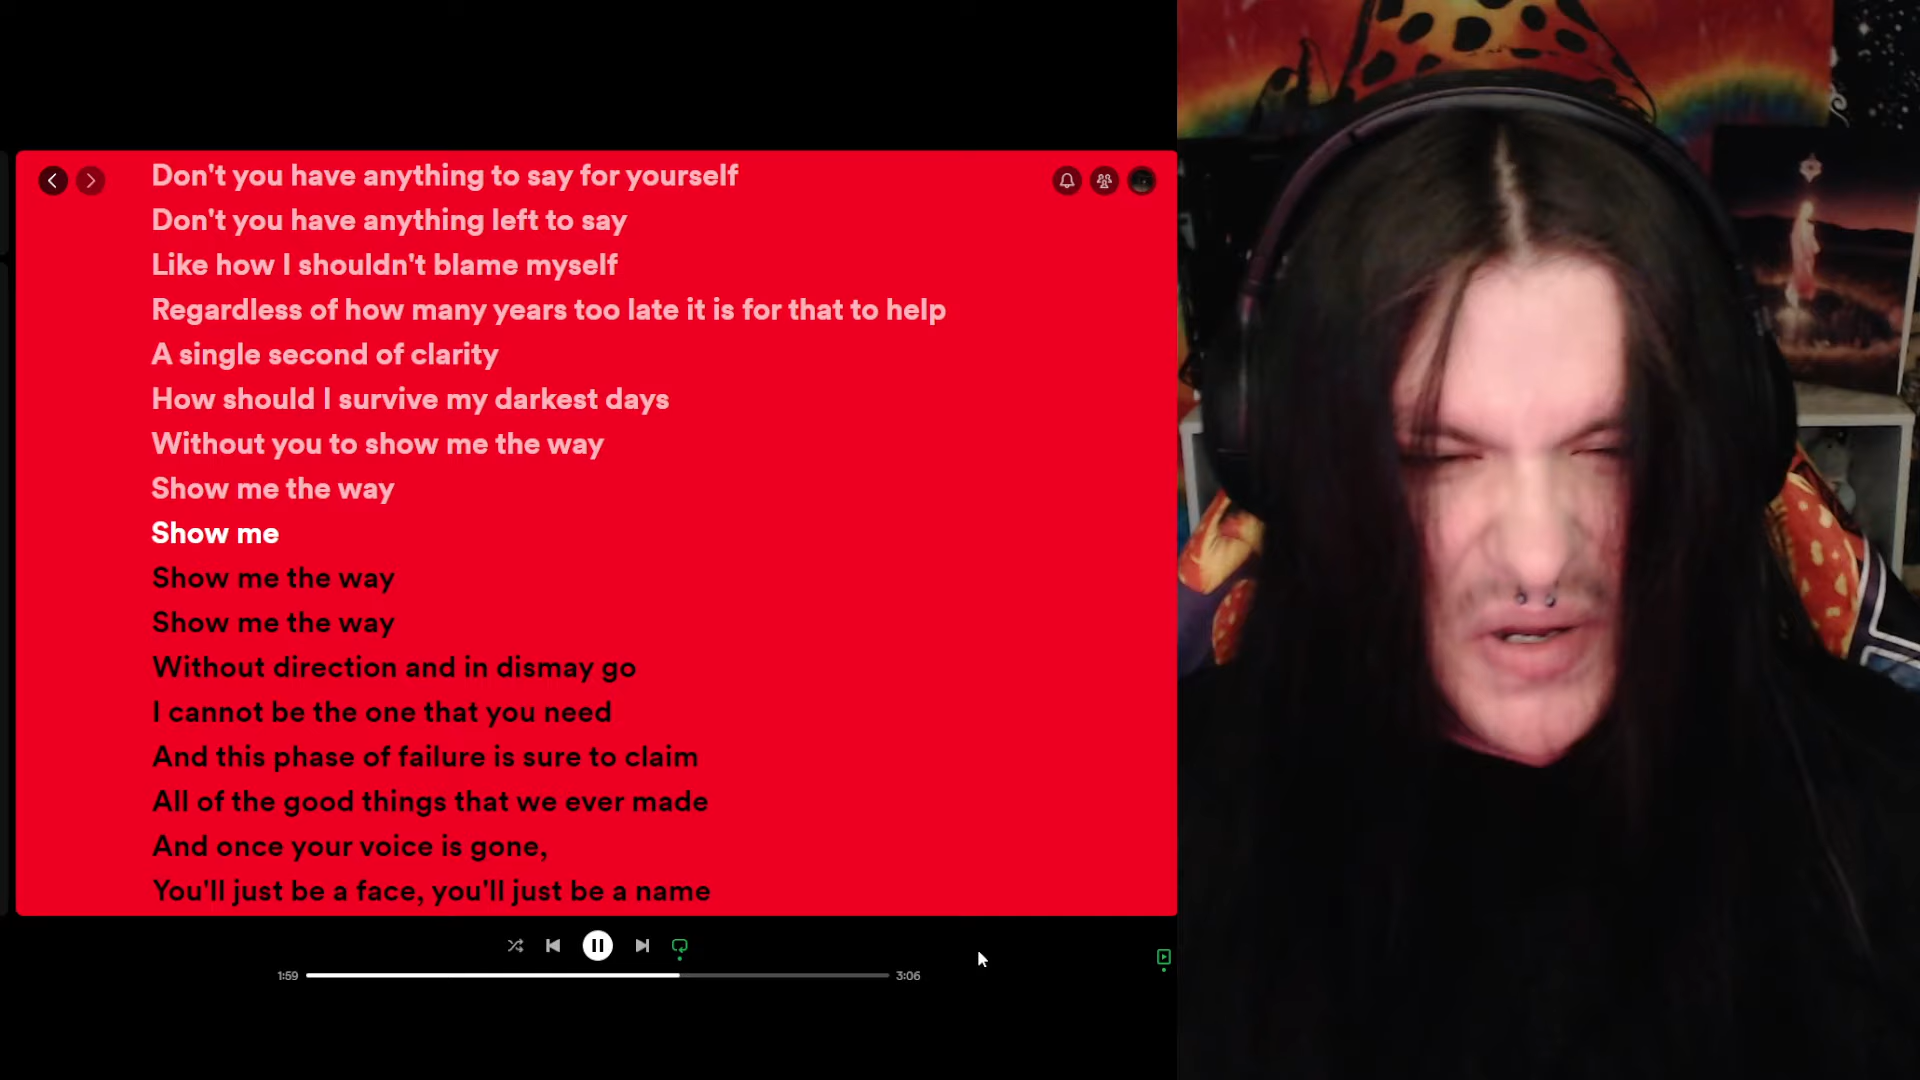 Don't you have anything to say for yourself
Don't you have anything left to say
Like how I shouldn't blame myself
Regardless of how many years too late it is for that to help
A single second of clarity
How should I survive my darkest days
Without you to show me the way
Show me the way
Show me
Show me the way
Show me the way
Without direction and in dismay go
I cannot be the one that you need
And this phase of failure is sure to claim
All of the good things that we ever made
And once your voice is gone,
You'll just be a face, you'll just be a name
1:59
3:06